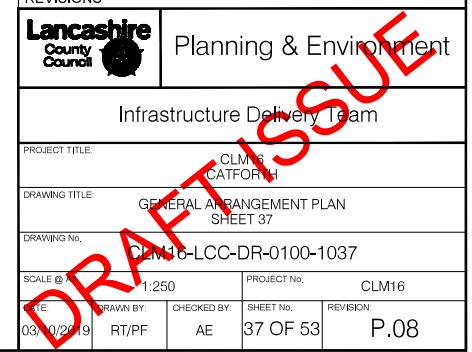 REVISIONS
Lancashire
County
Council
Planning & Environment
Infrastructure Delivery Team
PROJECT TITLE:
CLM16
CATFORTH
DRAWING TITLE:
GENERAL ARRANGEMENT PLAN
SHEET 37
DRAWING No.
CLM16-LCC-DR-0100-1037
SCALE @ A3
1:250
PROJECT No.
CLM16
DATE:
03/10/2019
DRAWN BY:
RT/PF
CHECKED BY:
AE
SHEET No.
37 OF 53
REVISION:
P.08
DRAFT ISSUE